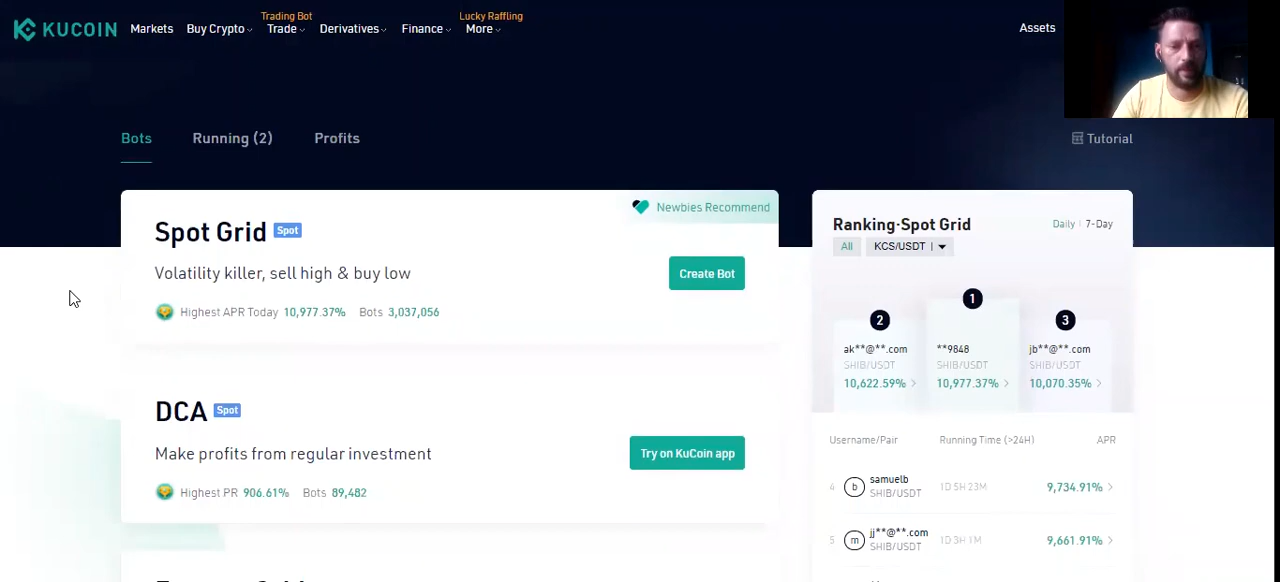 Trading Bot
Lucky Raffling
KUCOIN Markets Buy Crypto Trade Derivatives Finance More Assets
Bots Running (2) Profits Tutorial
Newbies Recommend
Spot Grid Spot
Volatility killer, sell high & buy low
Create Bot
Highest APR Today 10,977.37% Bots 3,037,056
DCA Spot
Make profits from regular investment
Try on KuCoin app
Highest PR 906.61% Bots 89,482
Ranking·Spot Grid Daily | 7-Day
All KCS/USDT
2
ak**@**.com
SHIB/USDT
10,622.59% >
1
**9848
SHIB/USDT
10,977.37% >
3
jb**@**.com
SHIB/USDT
10,070.35% >
Username/Pair Running Time (>24H) APR
4 b samuelb
SHIB/USDT
1D 5H 23M 9,734.91% >
5 m jj**@**.com
SHIB/USDT
1D 3H 1M 9,661.91% >